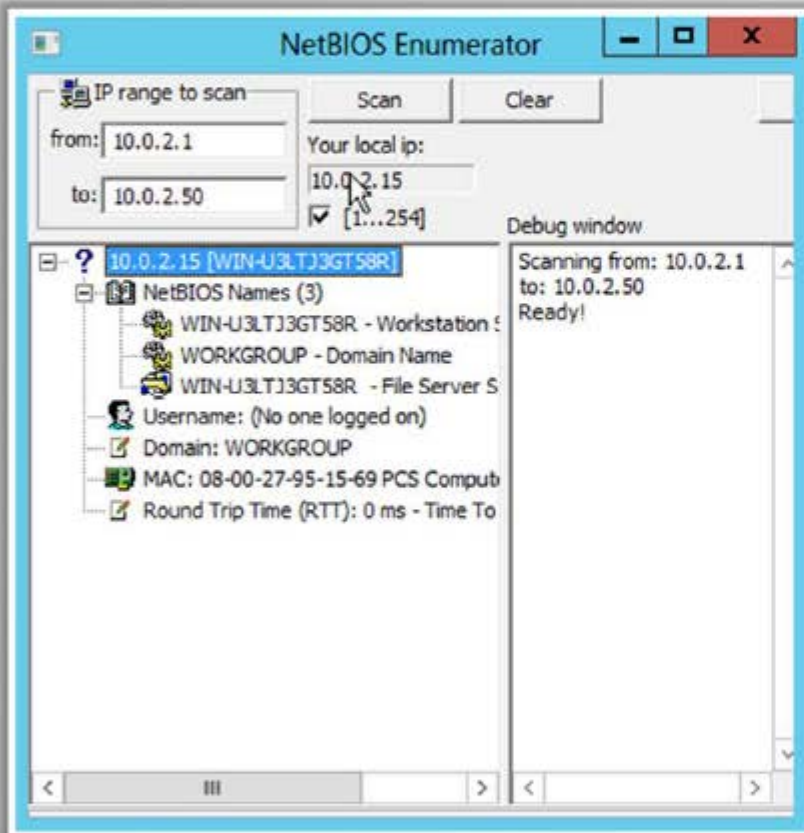 NetBIOS Enumerator
IP range to scan
Scan
Clear
from: 10.0.2.1
Your local ip:
to: 10.0.2.50
10.0.2.15
[1...254]
Debug window
10.0.2.15 [WIN-U3LTJ3GT58R]
NetBIOS Names (3)
WIN-U3LTJ3GT58R - Workstation S
WORKGROUP - Domain Name
WIN-U3LTJ3GT58R - File Server S
Username: (No one logged on)
Domain: WORKGROUP
MAC: 08-00-27-95-15-69 PCS Comput
Round Trip Time (RTT): 0 ms - Time To
Scanning from: 10.0.2.1
to: 10.0.2.50
Ready!